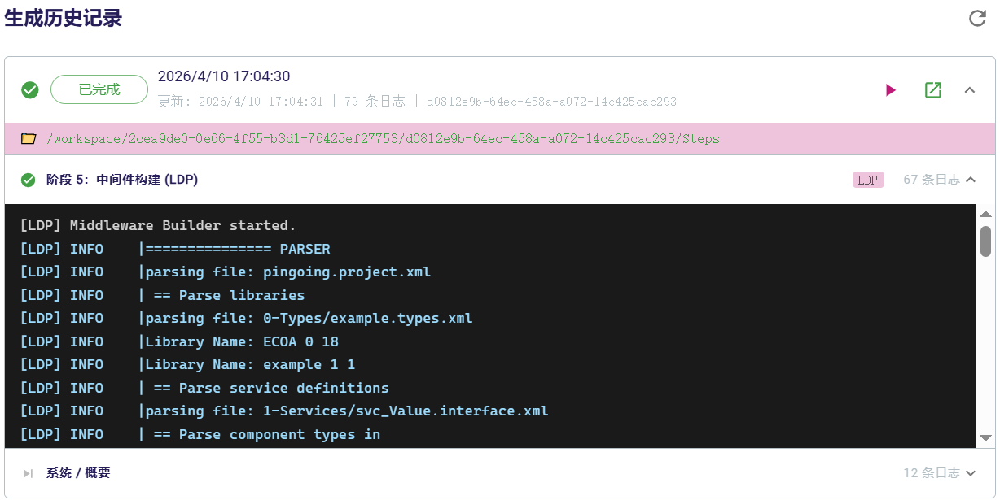 生成历史记录
已完成
2026/4/10 17:04:30
更新: 2026/4/10 17:04:31 | 79 条日志 | d0812e9b-64ec-458a-a072-14c425cac293
/workspace/2cea9de0-0e66-4f55-b3d1-76425ef27753/d0812e9b-64ec-458a-a072-14c425cac293/Steps
阶段 5: 中间件构建 (LDP) LDP 67 条日志
[LDP] Middleware Builder started.
[LDP] INFO    |=============== PARSER
[LDP] INFO    |parsing file: pingoing.project.xml
[LDP] INFO    | == Parse libraries
[LDP] INFO    |parsing file: 0-Types/example.types.xml
[LDP] INFO    |Library Name: ECOA 0 18
[LDP] INFO    |Library Name: example 1 1
[LDP] INFO    | == Parse service definitions
[LDP] INFO    |parsing file: 1-Services/svc_Value.interface.xml
[LDP] INFO    | == Parse component types in
系统 / 概要 12 条日志